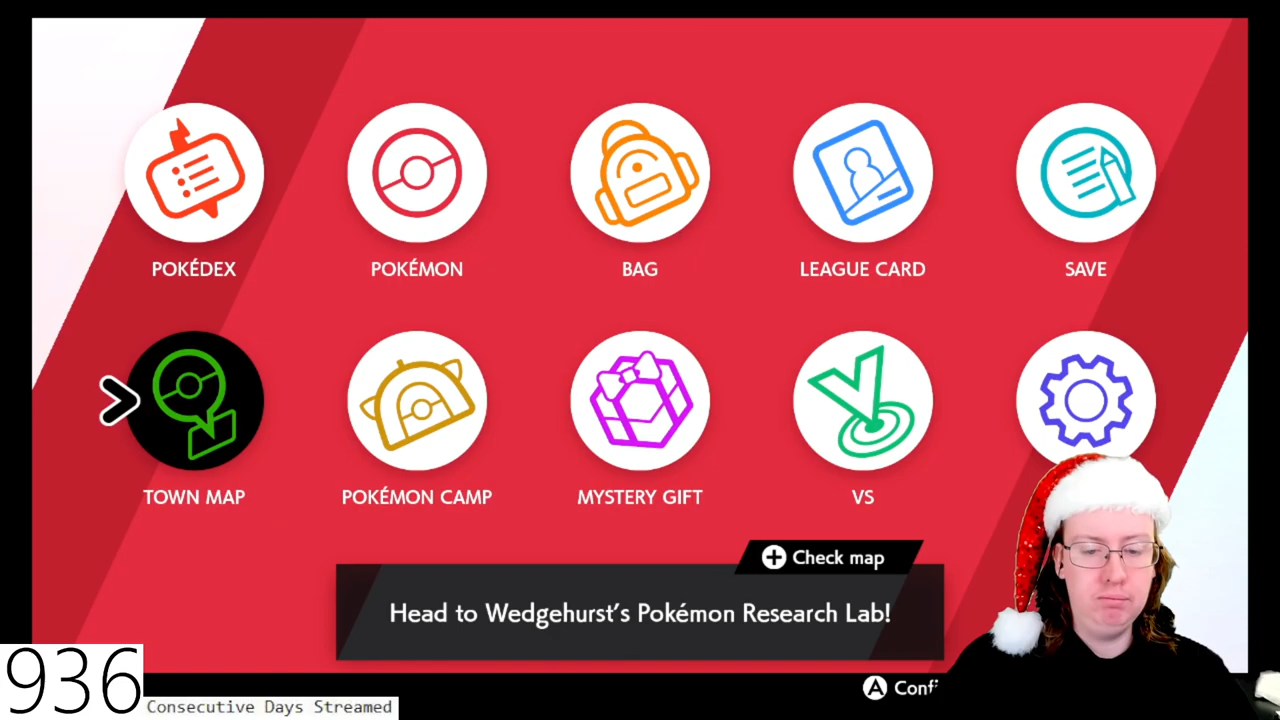 POKÉDEX
POKÉMON
BAG
LEAGUE CARD
SAVE
TOWN MAP
POKÉMON CAMP
MYSTERY GIFT
VS
+ Check map
Head to Wedgehurst's Pokémon Research Lab!
A Confi
936
Consecutive Days Streamed